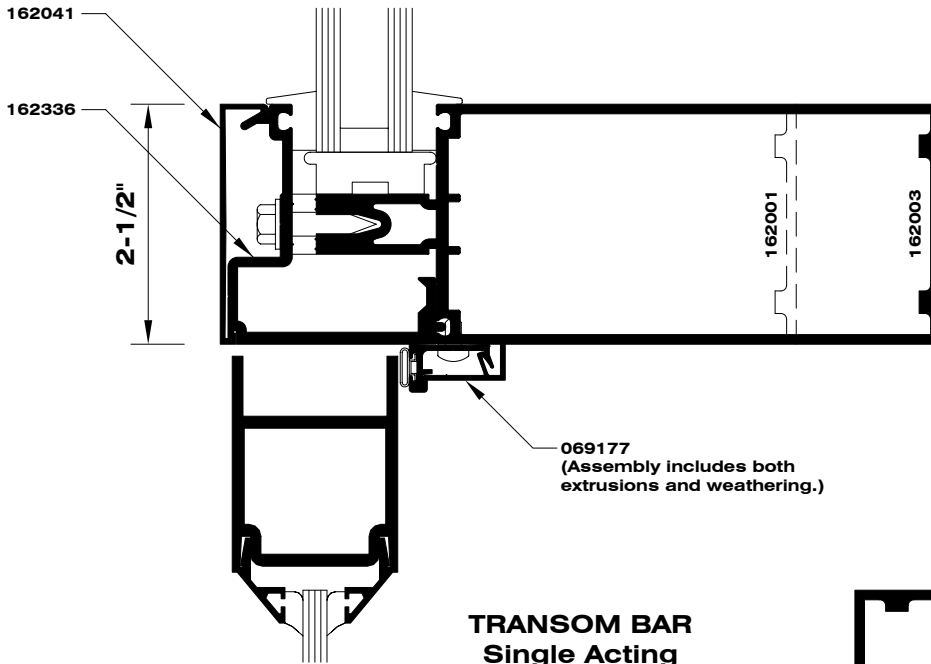 162041
162336
2-1/2"
162001
162003
069177
(Assembly includes both
extrusions and weathering.)
TRANSOM BAR
Single Acting